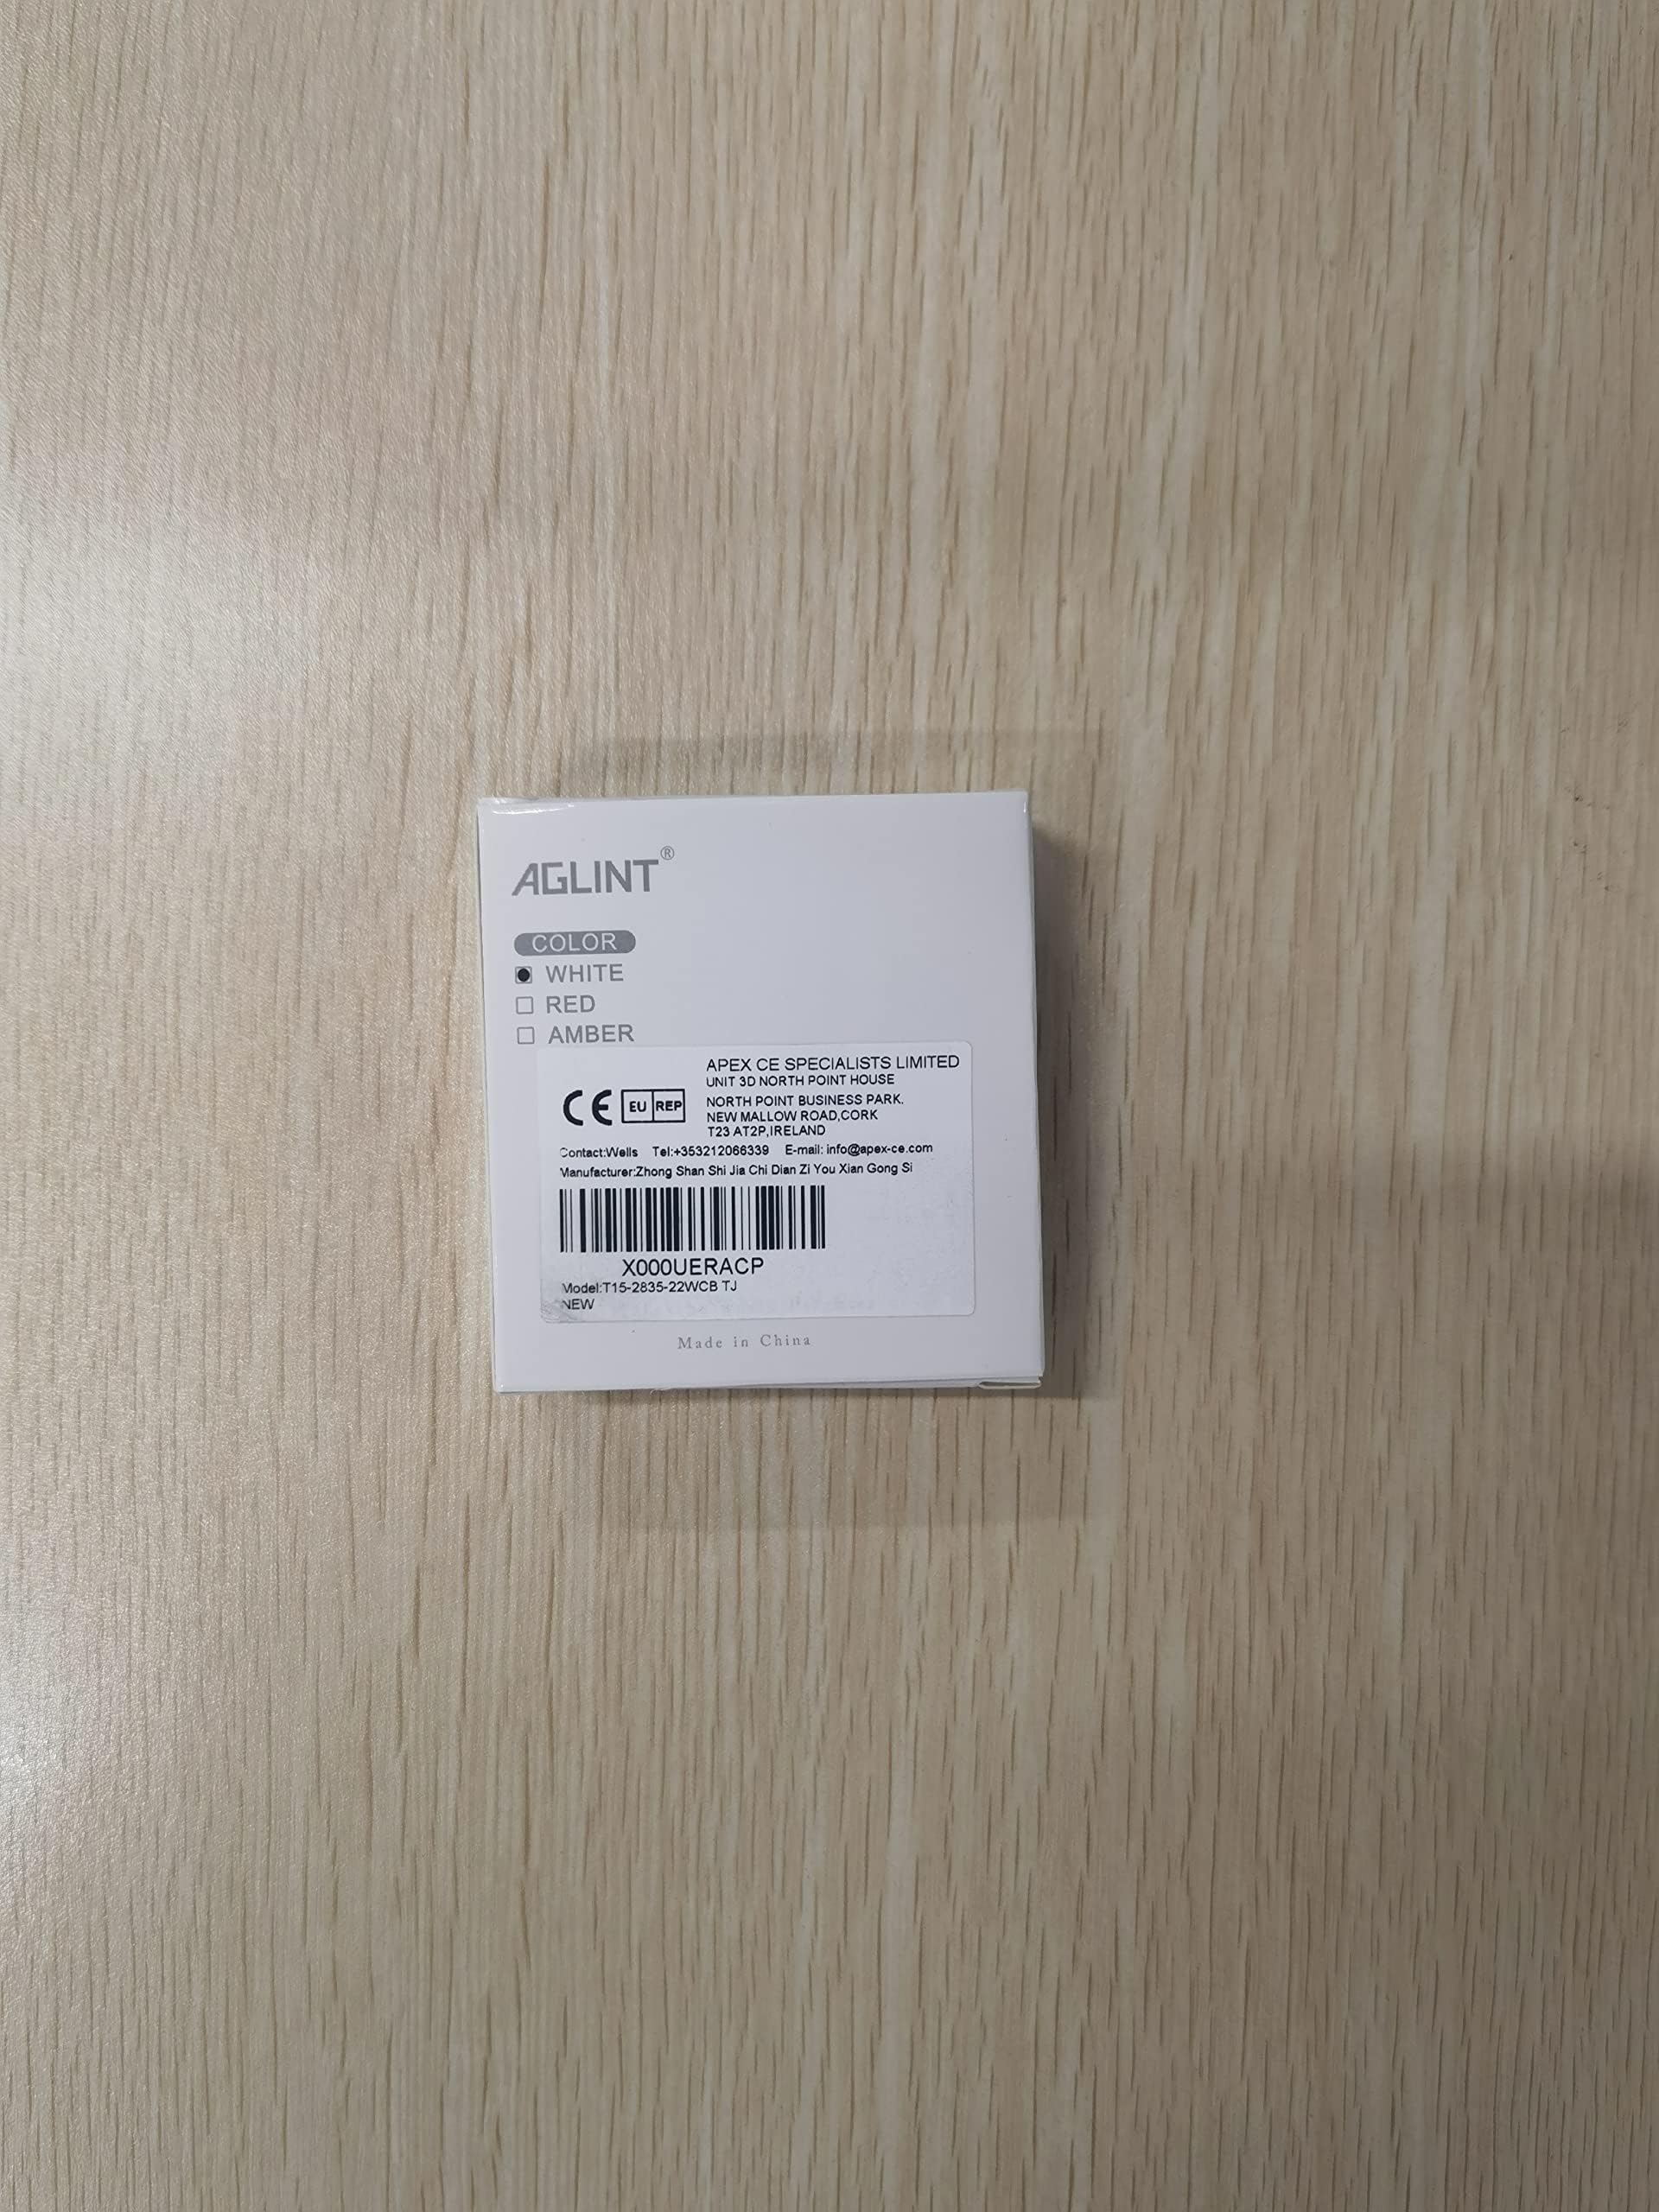 AGLINT®
COLOR
WHITE
RED
AMBER
APEX CE SPECIALISTS LIMITED
UNIT 3D NORTH POINT HOUSE
NORTH POINT BUSINESS PARK.
NEW MALLOW ROAD,CORK
T23 AT2P,IRELAND
CE EU REP
Contact:Wells Tel:+353212066339 E-mail: info@apex-ce.com
Manufacturer:Zhong Shan Shi Jia Chi Dian Zi You Xian Gong Si
X000UERACP
Model:T15-2835-22WCB TJ
NEW
Made in China